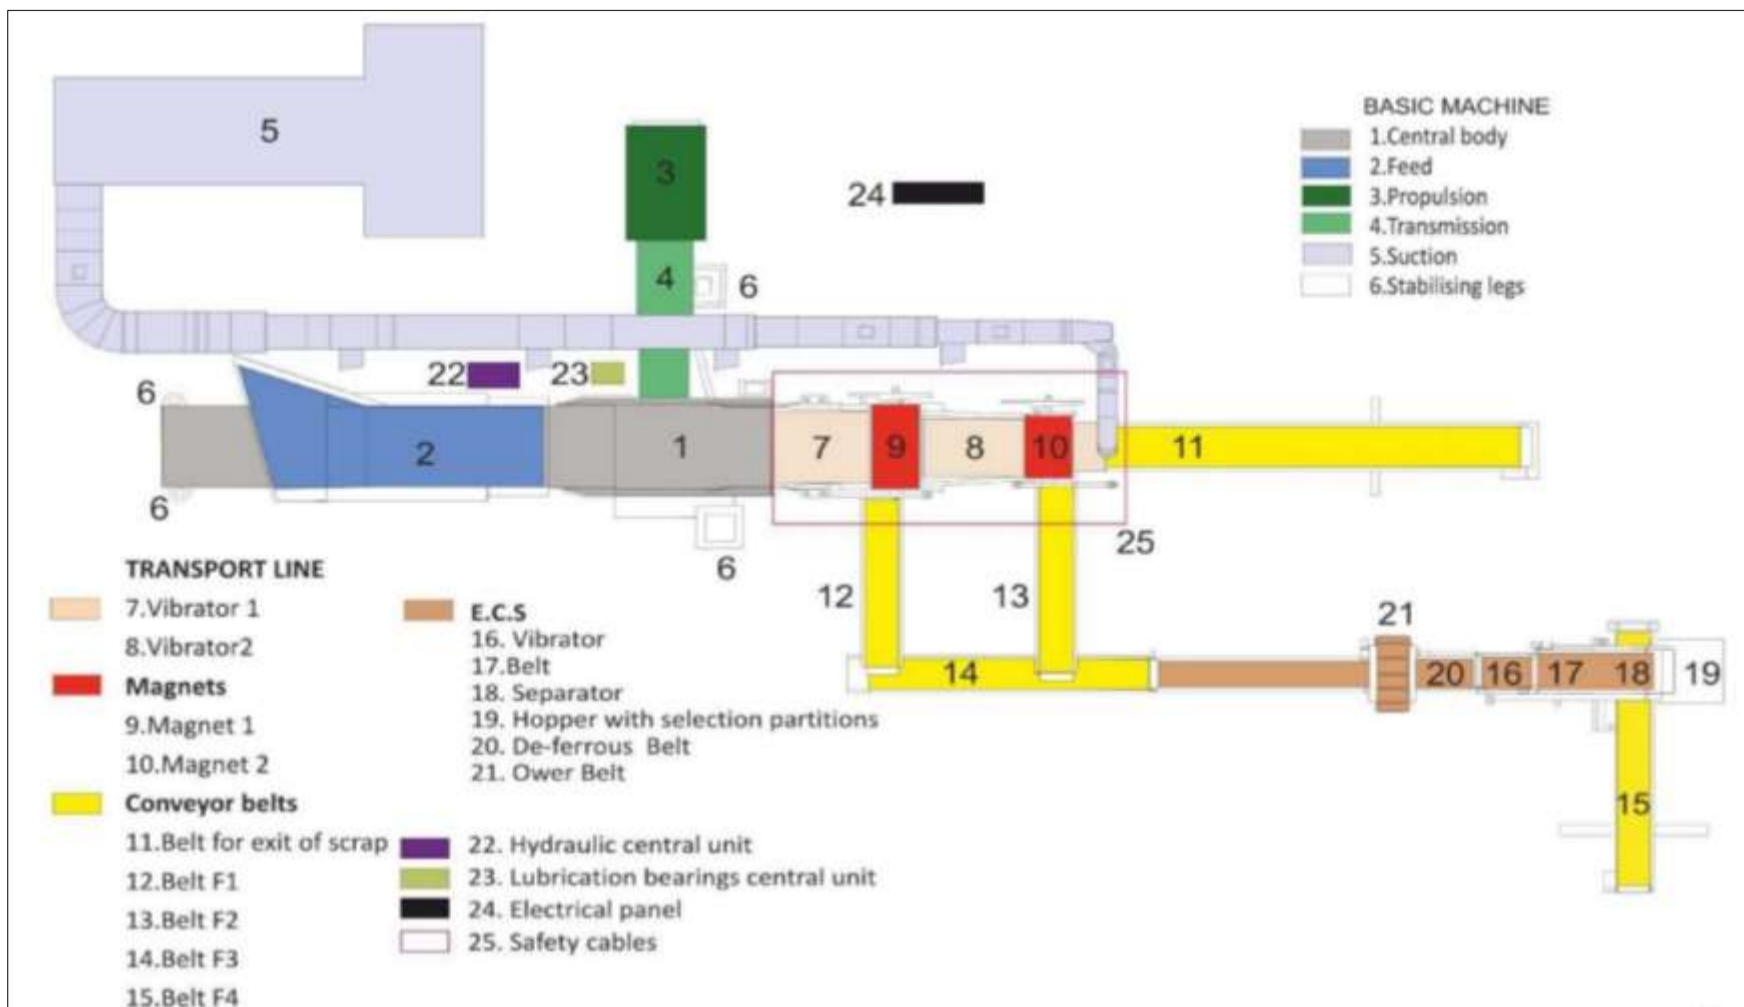 5
3
24
4
6
BASIC MACHINE
1.Central body
2.Feed
3.Propulsion
4.Transmission
5.Suction
6.Stabilising legs
22
23
6
2
1
7
9
8
10
11
6
6
25
12
13
14
21
20
16
17
18
19
15
TRANSPORT LINE
7.Vibrator 1
8.Vibrator2
Magnets
9.Magnet 1
10.Magnet 2
Conveyor belts
11.Belt for exit of scrap
12.Belt F1
13.Belt F2
14.Belt F3
15.Belt F4
E.C.S
16. Vibrator
17.Belt
18. Separator
19. Hopper with selection partitions
20. De-ferrous Belt
21. Ower Belt
22. Hydraulic central unit
23. Lubrication bearings central unit
24. Electrical panel
25. Safety cables